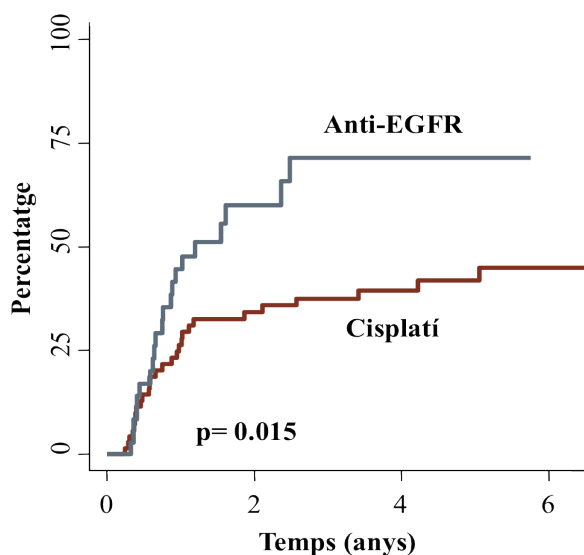 100
75
50
25
0
Percentatge
Anti-EGFR
Cisplatí
p= 0.015
0 2 4 6
Temps (anys)